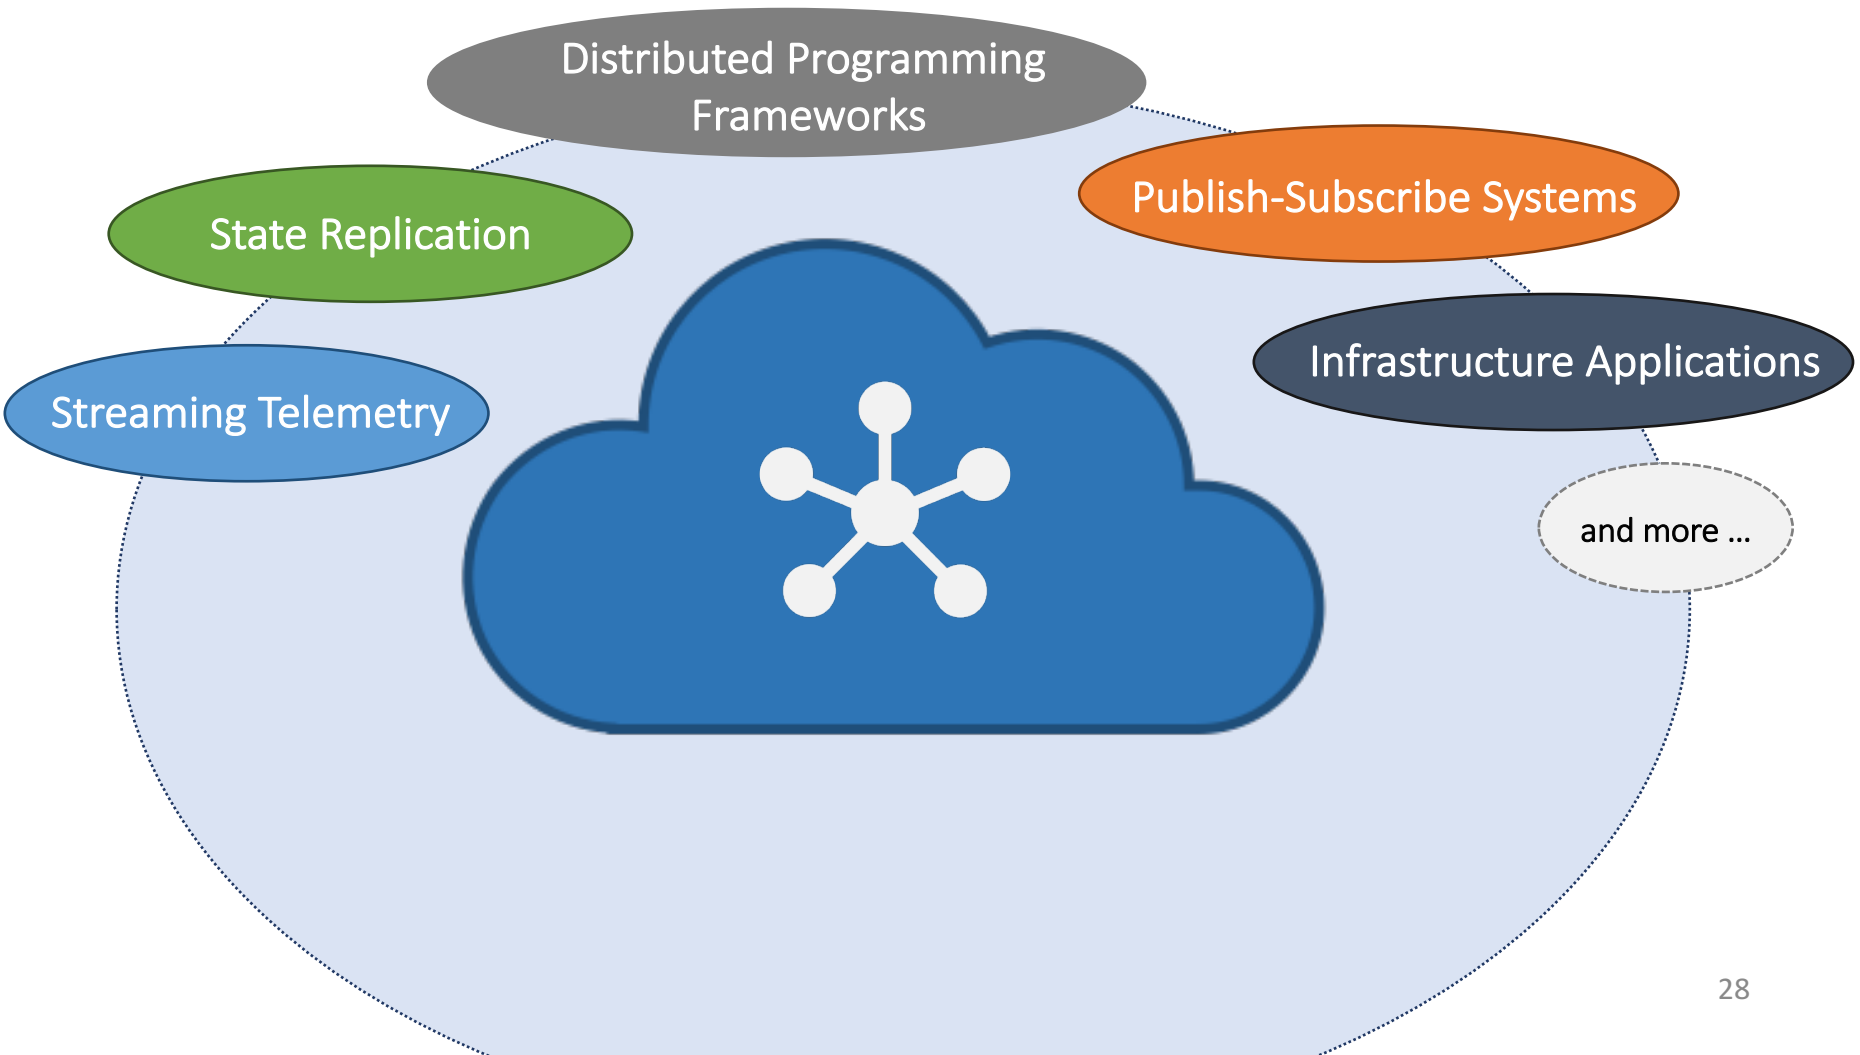 Distributed Programming
Frameworks
State Replication
Publish-Subscribe Systems
Streaming Telemetry
Infrastructure Applications
and more ...
28